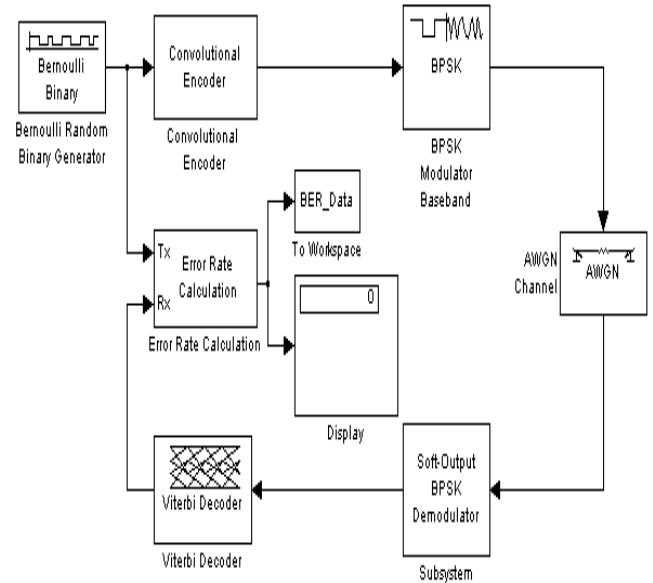 Bernoulli
Binary
Bernoulli Random
Binary Generator
Convolutional
Encoder
Convolutional
Encoder
BPSK
BPSK
Modulator
Baseband
BER_Data
To Workspace
Tx
Rx
Error Rate
Calculation
Error Rate Calculation
AWGN
Channel
AWGN
0
Display
Viterbi Decoder
Viterbi Decoder
Soft-Output
BPSK
Demodulator
Subsystem